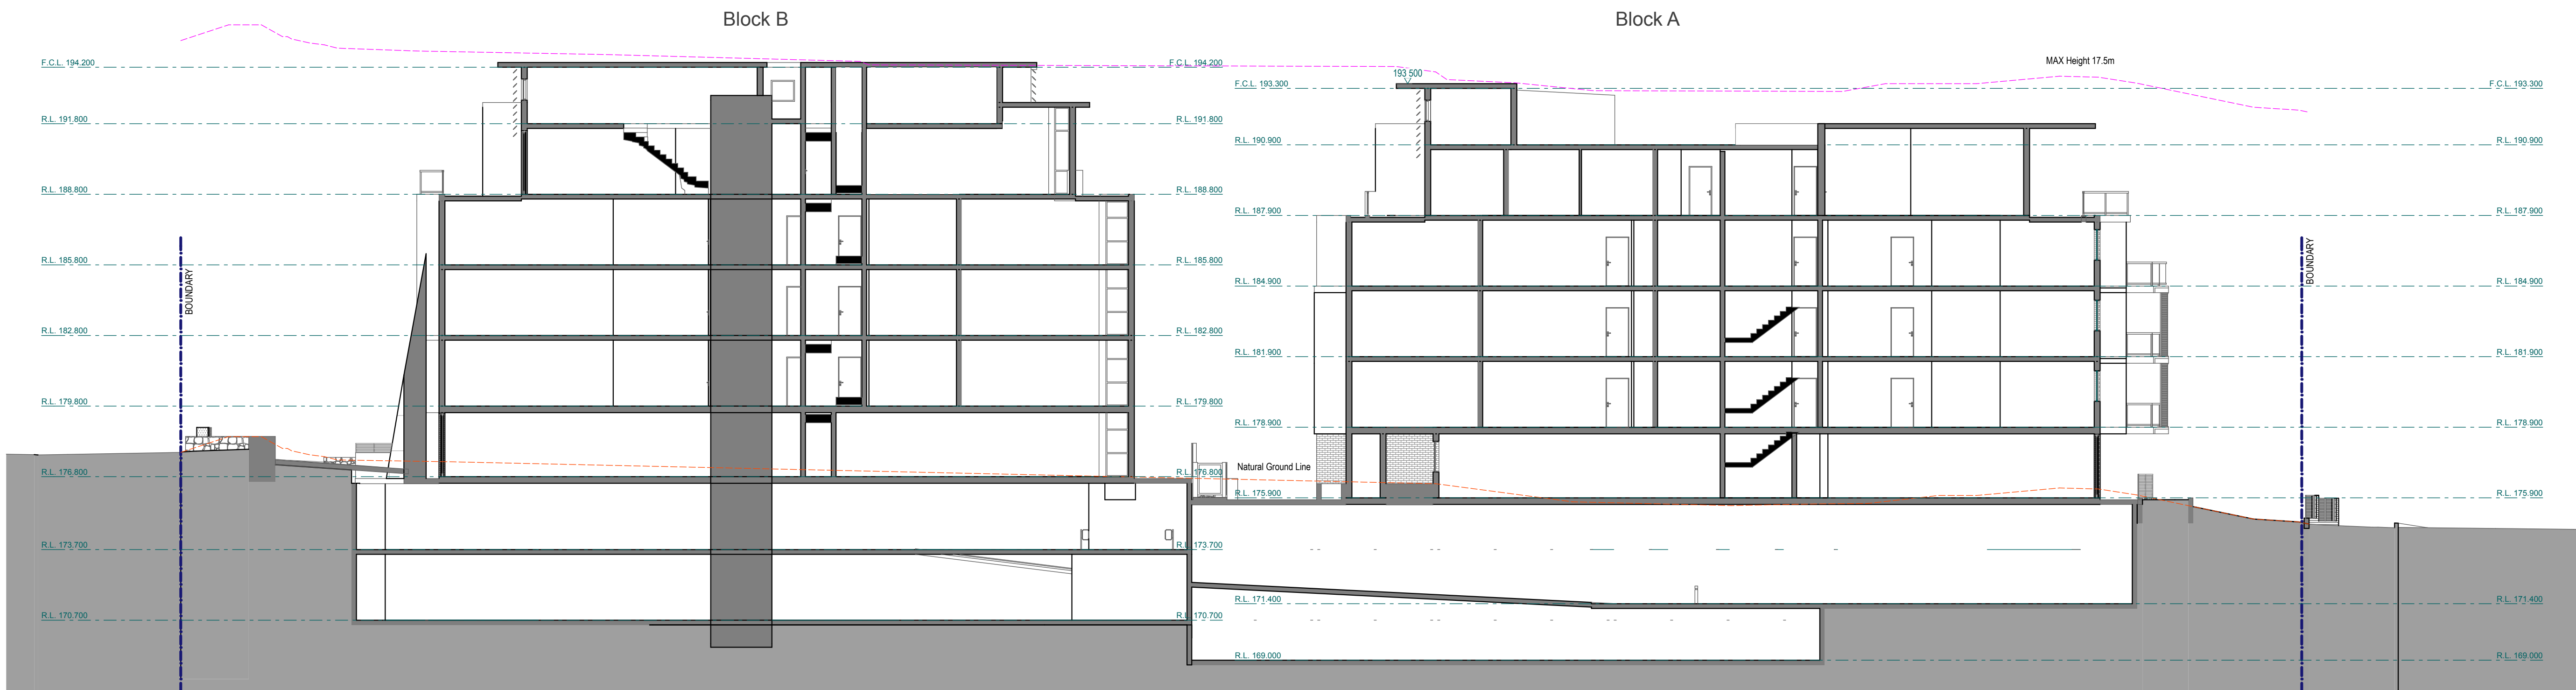 Block B
Block A
MAX Height 17.5m
F.C.L. 194.200
F.C.L. 194.200
193.500
F.C.L. 193.300
F.C.L. 193.300
R.L. 191.800
R.L. 191.800
R.L. 190.900
R.L. 190.900
R.L. 188.800
R.L. 188.800
R.L. 187.900
R.L. 187.900
BOUNDARY
BOUNDARY
R.L. 185.800
R.L. 185.800
R.L. 184.900
R.L. 184.900
R.L. 182.800
R.L. 182.800
R.L. 181.900
R.L. 181.900
R.L. 179.800
R.L. 179.800
R.L. 178.900
R.L. 178.900
Natural Ground Line
R.L. 176.800
R.L. 176.800
R.L. 175.900
R.L. 175.900
R.L. 173.700
R.L. 173.700
R.L. 171.400
R.L. 171.400
R.L. 170.700
R.L. 170.700
R.L. 169.000
R.L. 169.000